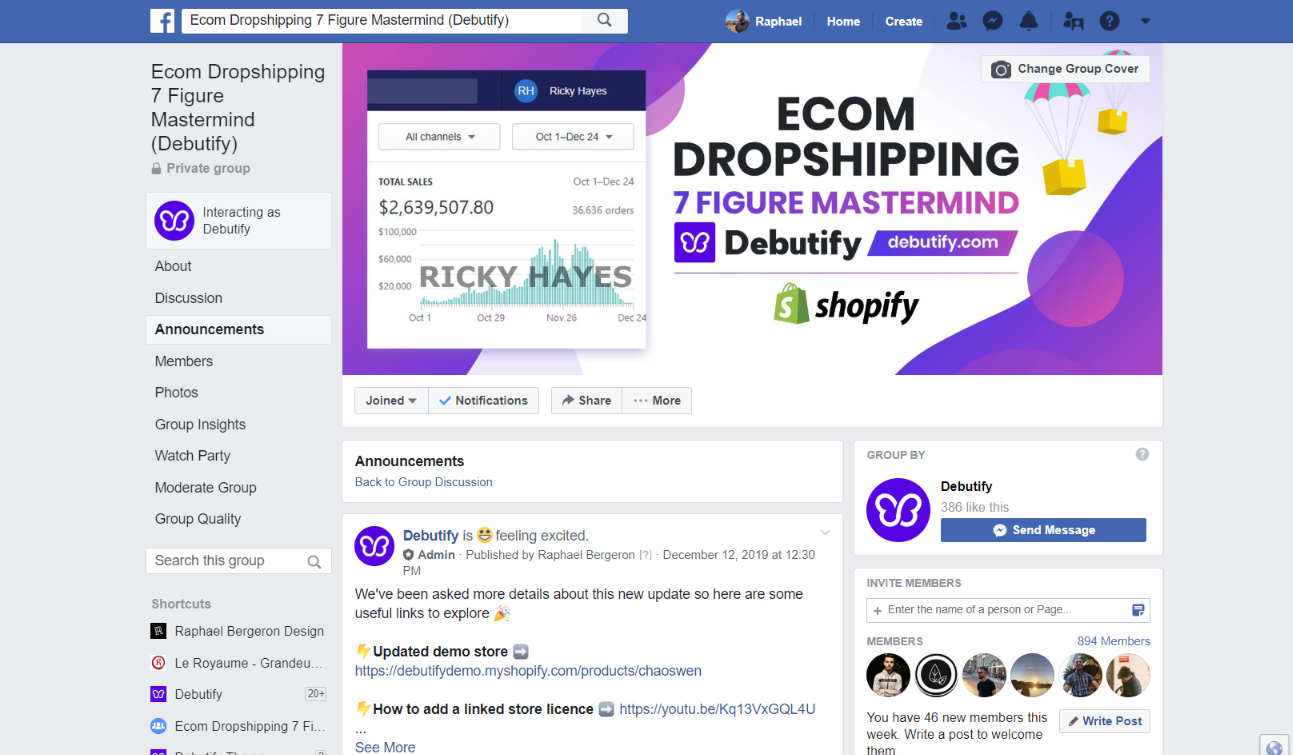 Ecom Dropshipping 7 Figure Mastermind (Debutify)
Raphael
Home
Create
Ecom Dropshipping
7 Figure
Mastermind
(Debutify)
Private group
Interacting as
Debutify
About
Discussion
Announcements
Members
Photos
Group Insights
Watch Party
Moderate Group
Group Quality
Search this group
Shortcuts
Raphael Bergeron Design
Le Royaume - Grandeu...
Debutify
20+
Ecom Dropshipping 7 Fi...
RH
Ricky Hayes
All channels
Oct 1–Dec 24
TOTAL SALES
Oct 1–Dec 24
$2,639,507.80
36,636 orders
$100,000
$60,000
$20,000
RICKY HAYES
Oct 1
Oct 29
Nov 26
Dec 24
Change Group Cover
ECOM
DROPSHIPPING
7 FIGURE MASTERMIND
Debutify
debutify.com
shopify
Joined
Notifications
Share
More
Announcements
Back to Group Discussion
Debutify is 😀 feeling excited.
Admin · Published by Raphael Bergeron [?] · December 12, 2019 at 12:30
PM
We've been asked more details about this new update so here are some
useful links to explore 🎉
⚡Updated demo store ➡️
https://debutifydemo.myshopify.com/products/chaoswen
⚡How to add a linked store licence ➡️ https://youtu.be/Kq13VxGQL4U
...
See More
GROUP BY
Debutify
386 like this
Send Message
INVITE MEMBERS
+ Enter the name of a person or Page...
MEMBERS
894 Members
You have 46 new members this
week. Write a post to welcome
them
Write Post